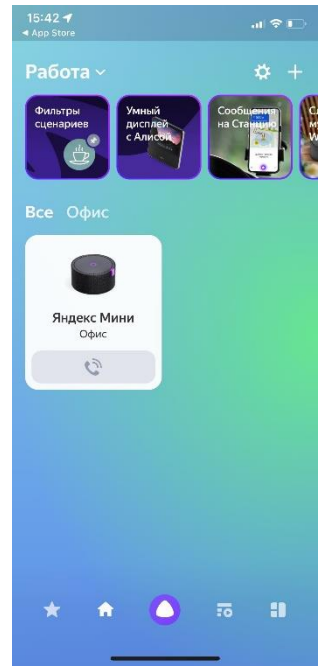 15:42
◀ App Store
Работа
Фильтры
сценариев
Умный
дисплей
с Алисой
Сообщения
на Станцию
Все Офис
Яндекс Мини
Офис